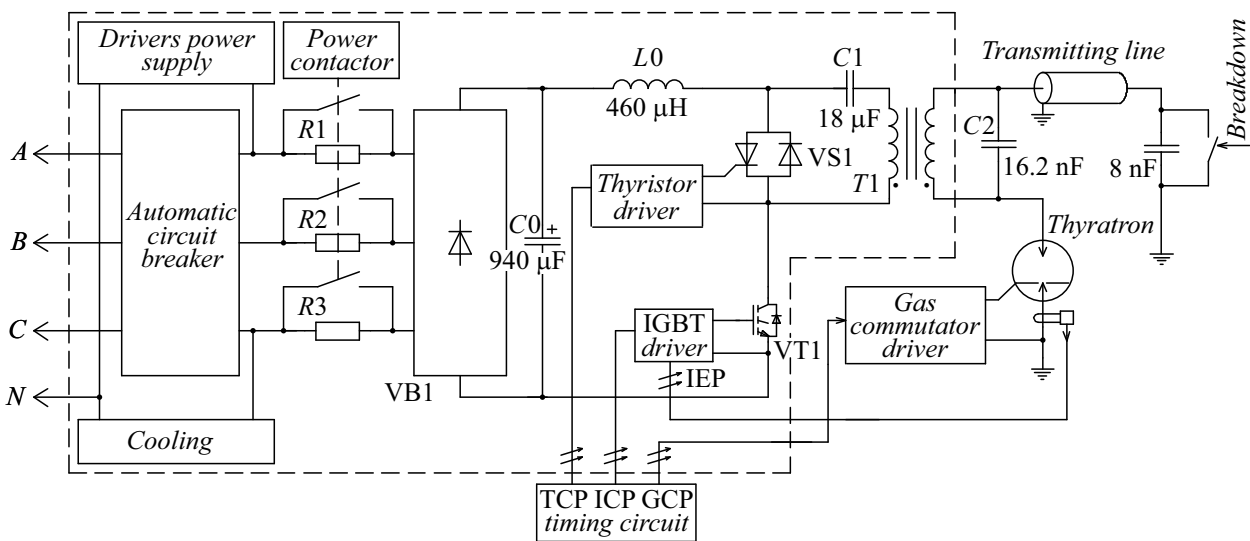 Drivers power
supply
Power
contactor
L0
460 μH
C1
18 μF
Transmitting line
Breakdown
A
R1
VS1
C2
16.2 nF
8 nF
Thyristor
driver
T1
Automatic
circuit
breaker
B
R2
C0 +
940 μF
Thyratron
C
R3
IGBT
driver
VT1
Gas
commutator
driver
IEP
VB1
N
Cooling
TCP ICP GCP
timing circuit